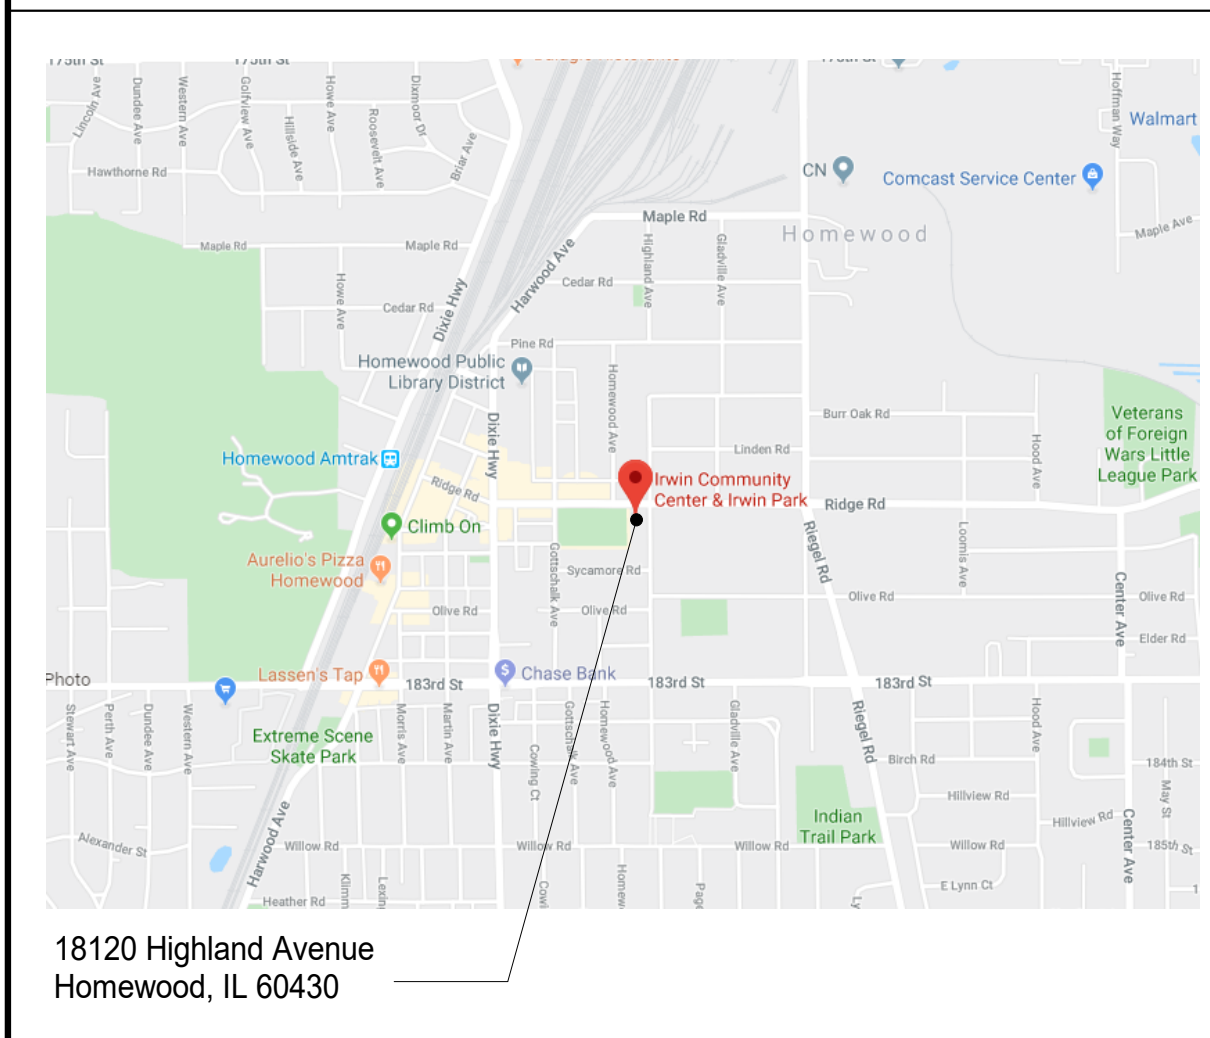 175th St
175th St
Lincoln Ave
Dundee Ave
Western Ave
Golfview Ave
Hillside Ave
Howe Ave
Roosevelt Ave
Dixmoor Dr
Briar Ave
Hoffman Way
Walmart
Hawthorne Rd
CN
Comcast Service Center
Maple Rd
Homewood
Maple Ave
Maple Rd
Maple Rd
Harwood Ave
Highland Ave
Gladville Ave
Howe Ave
Cedar Rd
Cedar Rd
Dixie Hwy
Pine Rd
Homewood Public
Library District
Homewood Ave
Dixie Hwy
Burr Oak Rd
Hood Ave
Veterans
of Foreign
Wars Little
League Park
Linden Rd
Homewood Amtrak
Ridge Rd
Irwin Community
Center & Irwin Park
Ridge Rd
Climb On
Riegel Rd
Loomis Ave
Gottschalk Ave
Aurelio's Pizza
Homewood
Sycamore Rd
Center Ave
Olive Rd
Olive Rd
Olive Rd
Olive Rd
Elder Rd
Photo
Lassen's Tap
183rd St
Chase Bank
183rd St
183rd St
Stewart Ave
Perth Ave
Dundee Ave
Western Ave
Morris Ave
Martin Ave
Dixie Hwy
Cowing Ct
Gottschalk Ave
Homewood Ave
Gladville Ave
Riegel Rd
Hood Ave
Extreme Scene
Skate Park
Birch Rd
184th St
May St
Hillview Rd
Hillview Rd
Indian
Trail Park
Center Ave
Alexander St
Harwood Ave
Willow Rd
Willow Rd
Willow Rd
Willow Rd
185th St
E Lynn Ct
Heather Rd
Klimm
Lexin
Cowi
Homew
Page
Ly
1
18120 Highland Avenue
Homewood, IL 60430